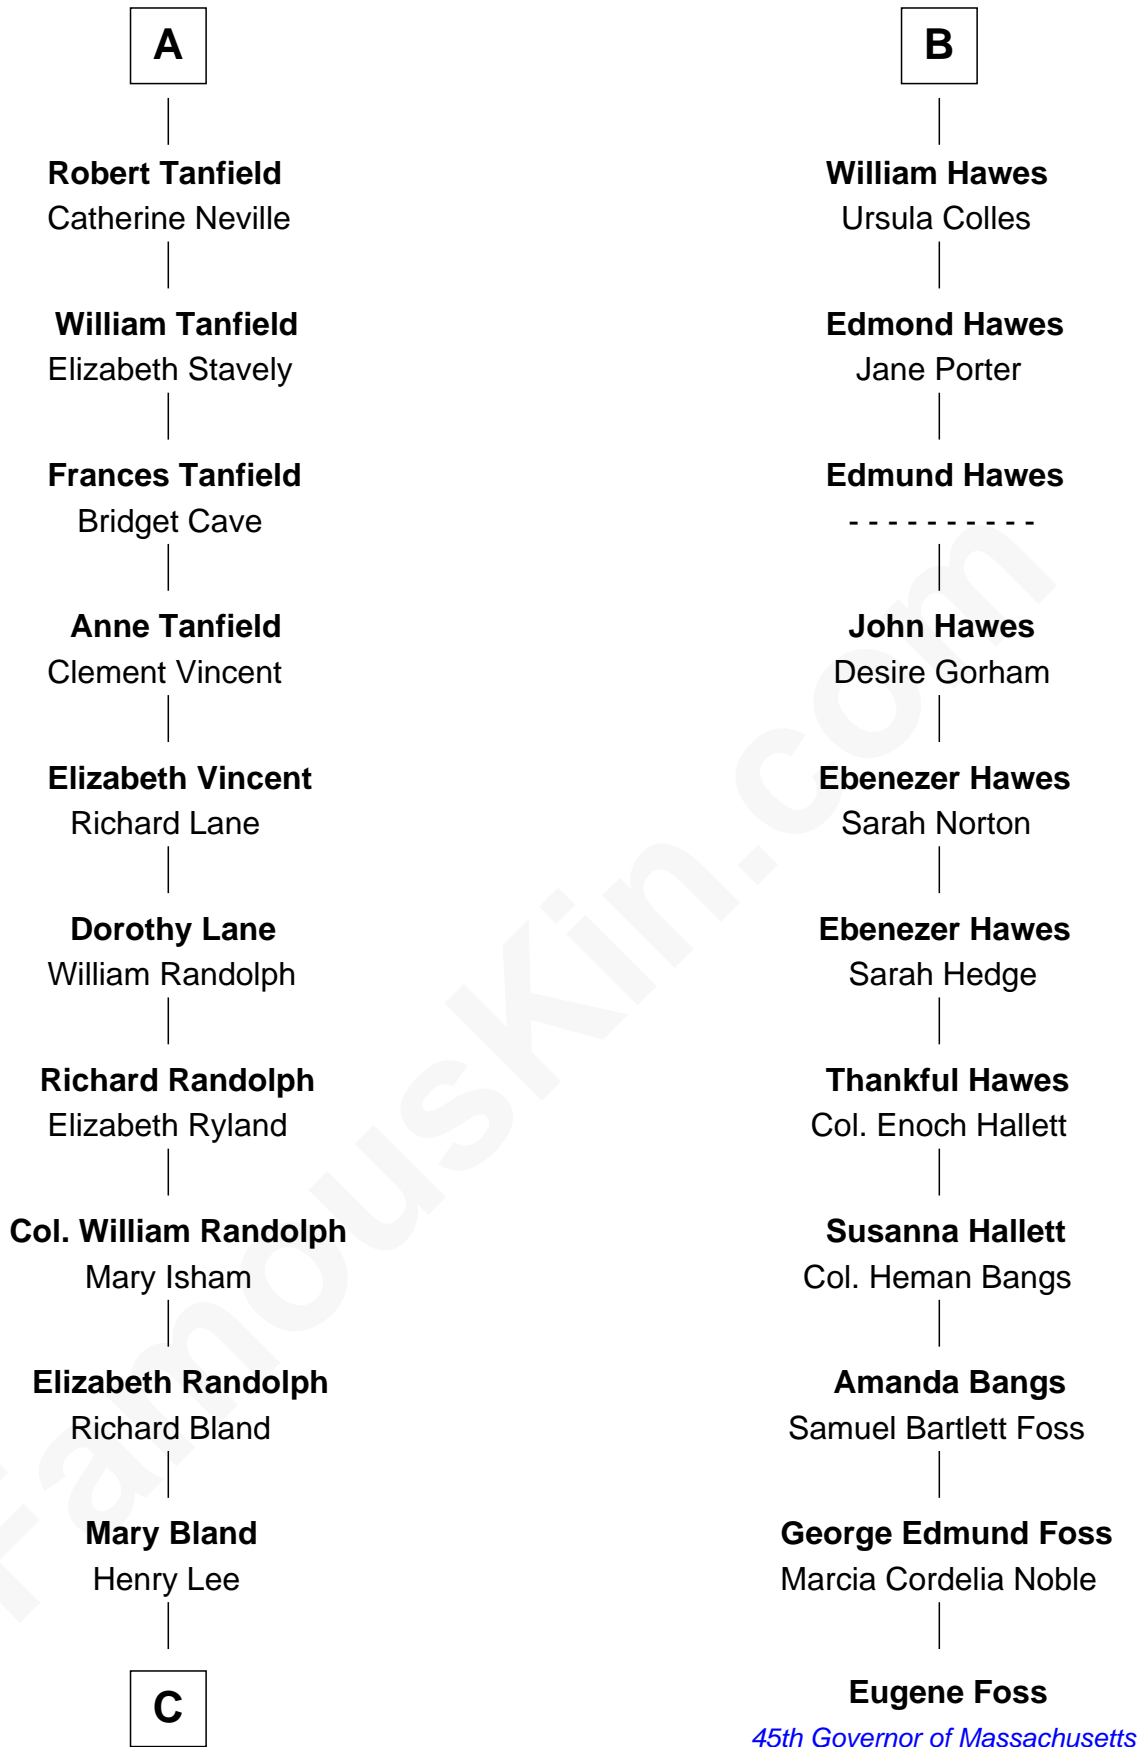 A
Robert Tanfield
Catherine Neville
William Tanfield
Elizabeth Stavely
Frances Tanfield
Bridget Cave
Anne Tanfield
Clement Vincent
Elizabeth Vincent
Richard Lane
Dorothy Lane
William Randolph
Richard Randolph
Elizabeth Ryland
Col. William Randolph
Mary Isham
Elizabeth Randolph
Richard Bland
Mary Bland
Henry Lee
C
B
William Hawes
Ursula Colles
Edmond Hawes
Jane Porter
Edmund Hawes
- - - - - - - - - -
John Hawes
Desire Gorham
Ebenezer Hawes
Sarah Norton
Ebenezer Hawes
Sarah Hedge
Thankful Hawes
Col. Enoch Hallett
Susanna Hallett
Col. Heman Bangs
Amanda Bangs
Samuel Bartlett Foss
George Edmund Foss
Marcia Cordelia Noble
Eugene Foss
45th Governor of Massachusetts
FamousKin.com